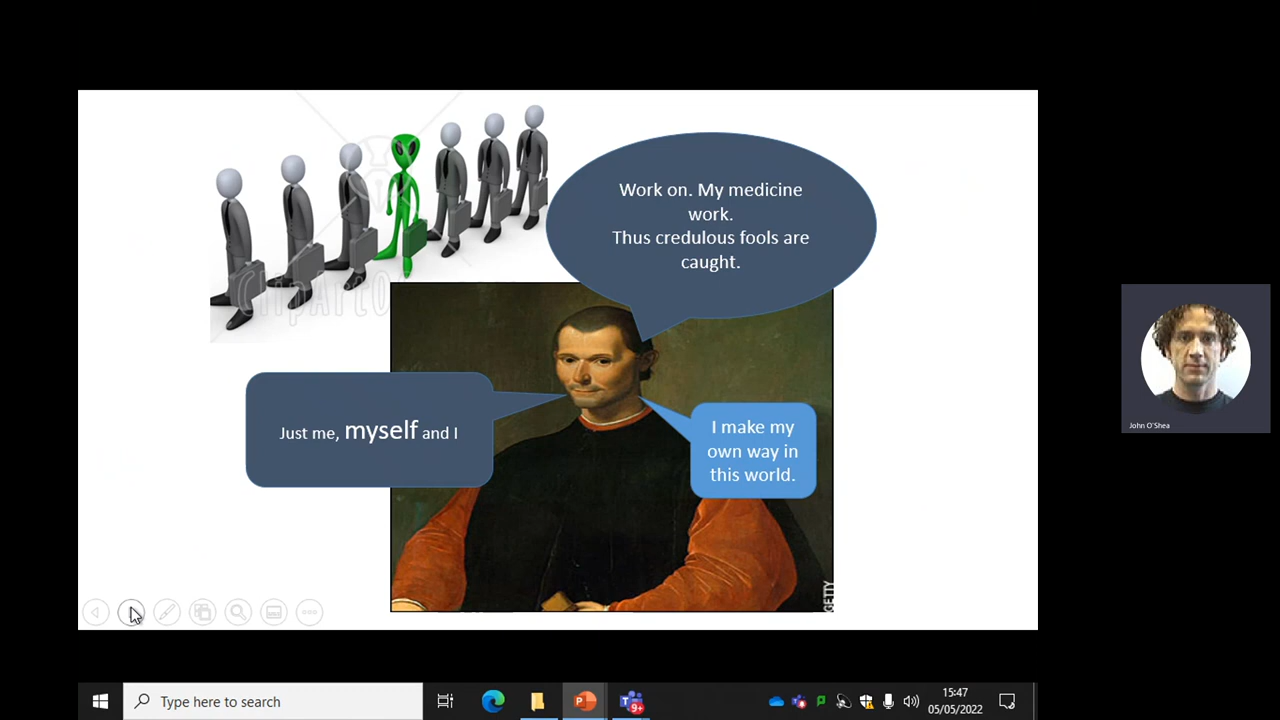 Work on. My medicine
work.
Thus credulous fools are
caught.
Just me, myself and I
I make my
own way in
this world.
GETTY
John O'Shea
Type here to search
9+
15:47
05/05/2022